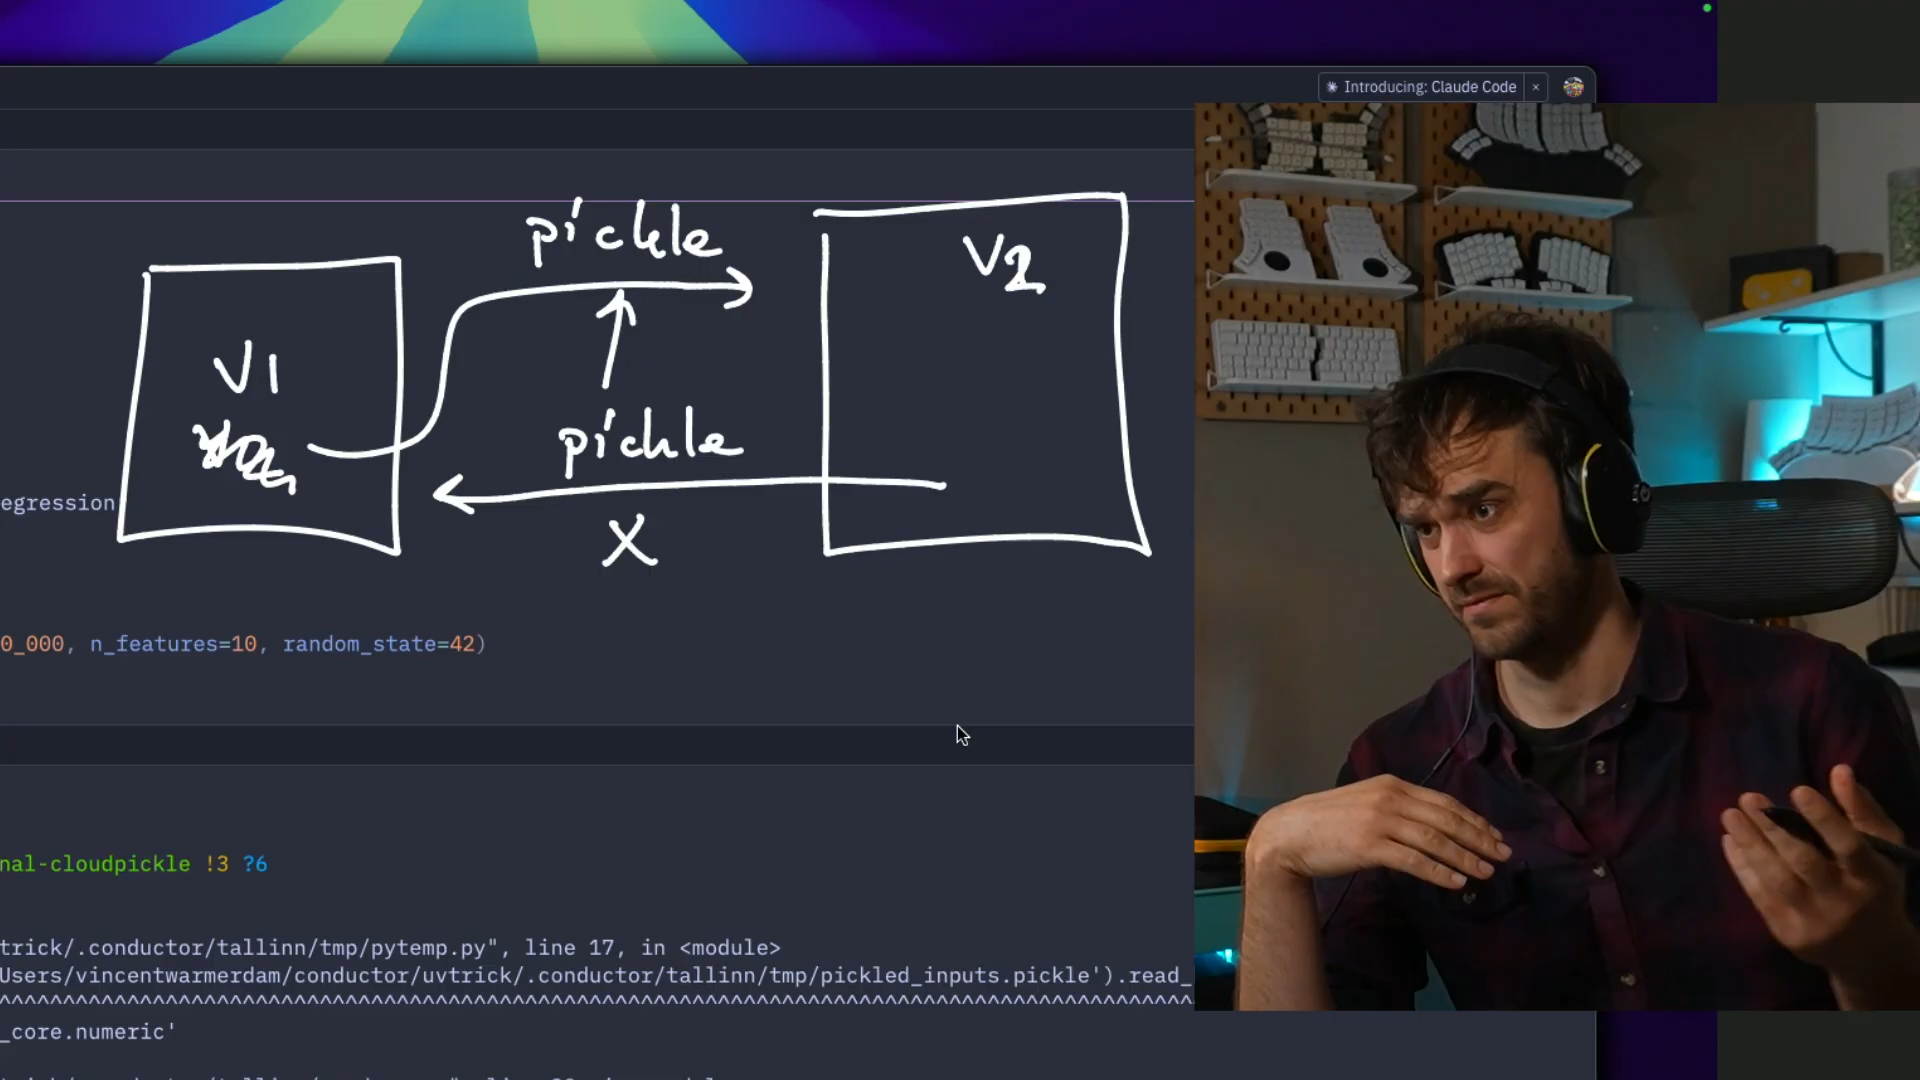 Introducing: Claude Code ×
pickle
V2
V1
pickle
X
egression
0_000, n_features=10, random_state=42)
nal-cloudpickle !3 ?6
trick/.conductor/tallinn/tmp/pytemp.py", line 17, in <module>
Users/vincentwarmerdam/conductor/uvtrick/.conductor/tallinn/tmp/pickled_inputs.pickle').read_
^^^^^^^^^^^^^^^^^^^^^^^^^^^^^^^^^^^^^^^^^^^^^^^^^^^^^^^^^^^^^^^^^^^^^^^^^^^^^^^^^^^^^^^^^^^^^
_core.numeric'